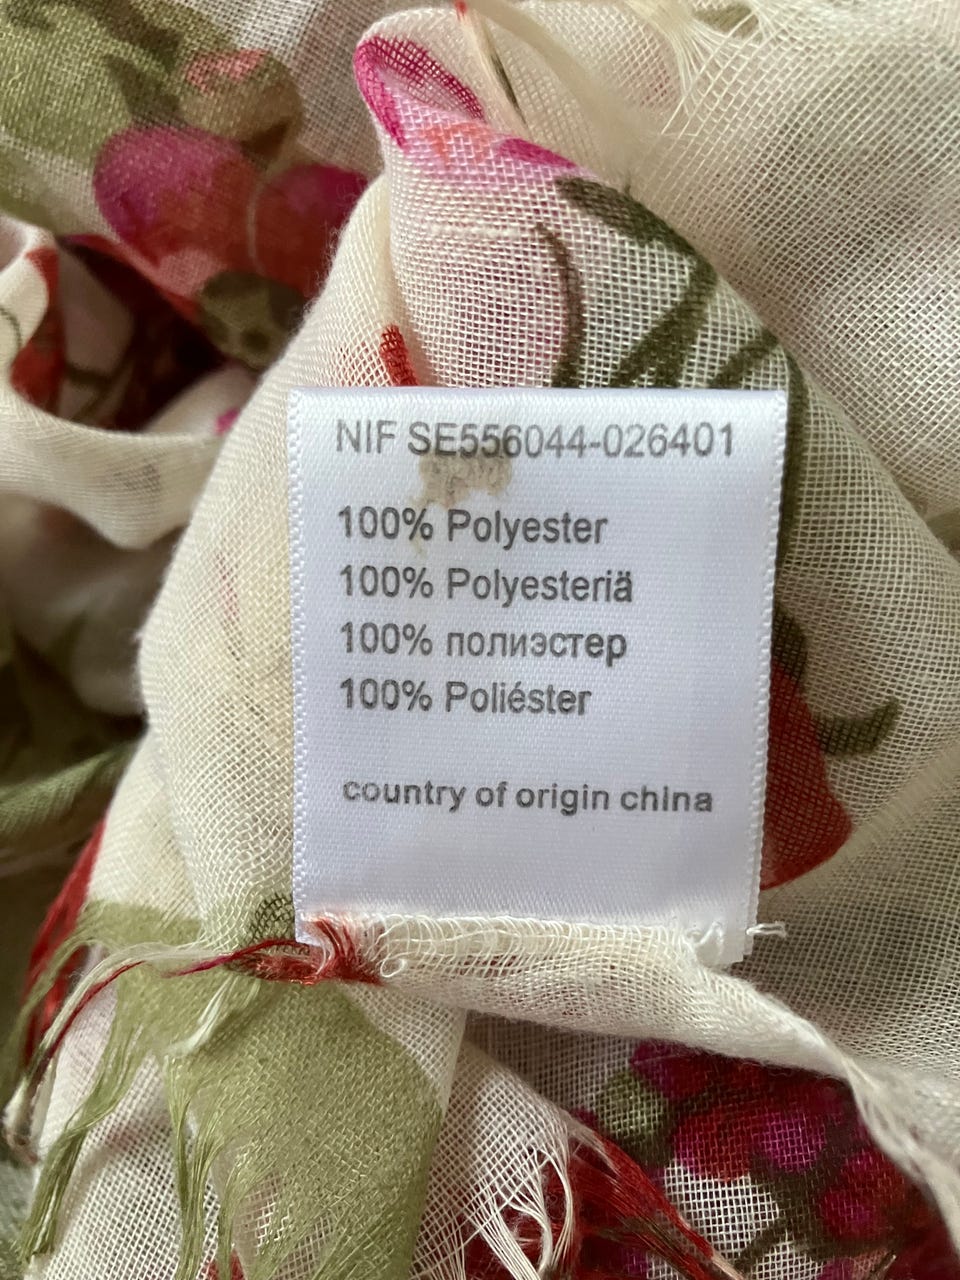 NIF SE556044-026401
100% Polyester
100% Polyesteriä
100% полиэстер
100% Poliéster
country of origin china